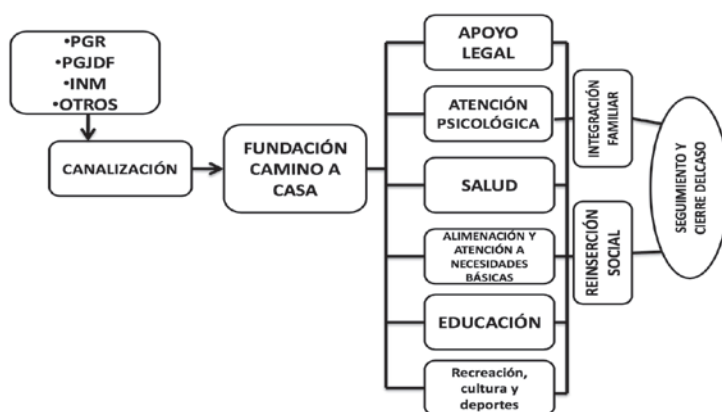 •PGR
•PGJDF
•INM
•OTROS
CANALIZACIÓN
FUNDACIÓN
CAMINO A
CASA
APOYO
LEGAL
ATENCIÓN
PSICOLÓGICA
SALUD
ALIMENACIÓN Y
ATENCIÓN A
NECESIDADES
BÁSICAS
EDUCACIÓN
Recreación,
cultura y
deportes
INTEGRACIÓN
FAMILIAR
REINSERCIÓN
SOCIAL
SEGUIMIENTO Y
CIERRE DELCASO